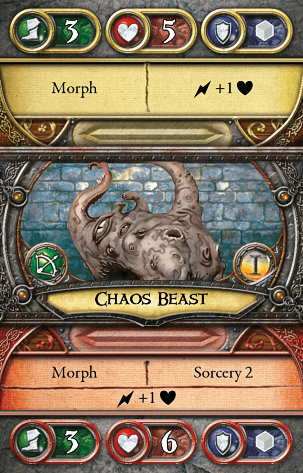 3 5
Morph +1
I
CHAOS BEAST
Morph Sorcery 2
+1
3 6